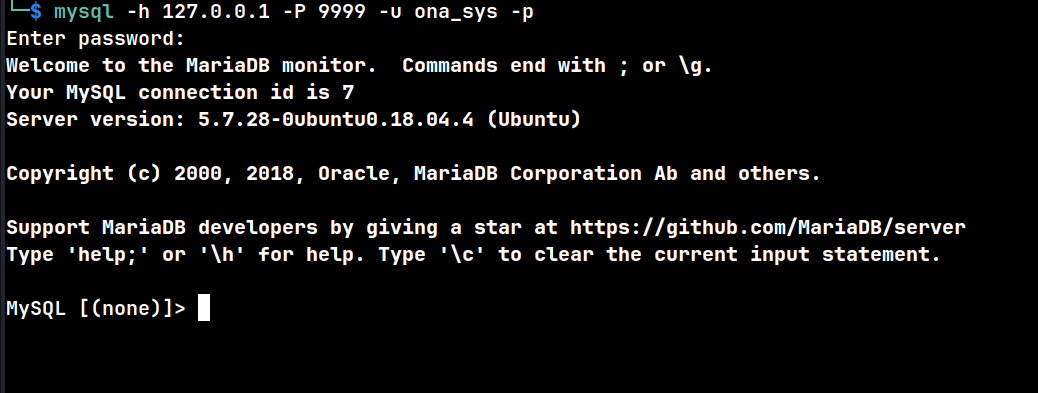 └─$ mysql -h 127.0.0.1 -P 9999 -u ona_sys -p
Enter password:
Welcome to the MariaDB monitor.  Commands end with ; or \g.
Your MySQL connection id is 7
Server version: 5.7.28-0ubuntu0.18.04.4 (Ubuntu)
Copyright (c) 2000, 2018, Oracle, MariaDB Corporation Ab and others.
Support MariaDB developers by giving a star at https://github.com/MariaDB/server
Type 'help;' or '\h' for help. Type '\c' to clear the current input statement.
MySQL [(none)]>